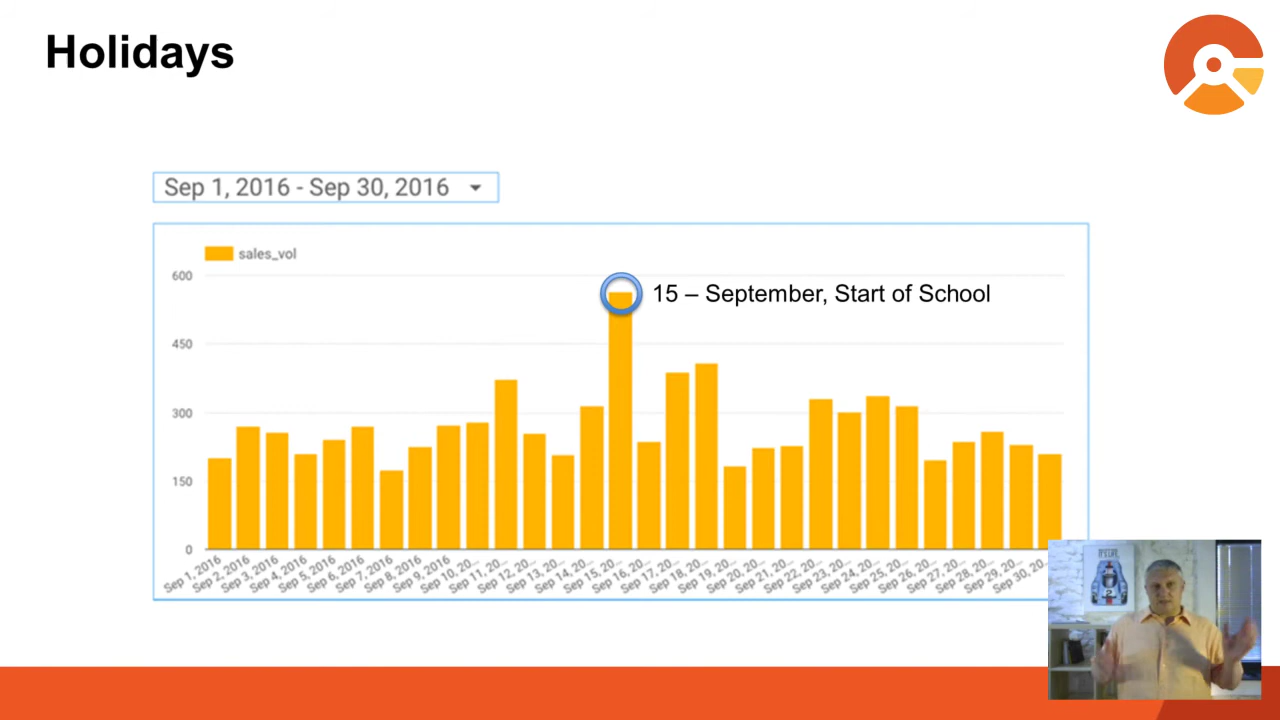 Holidays
Sep 1, 2016 - Sep 30, 2016
sales_vol
600
15 – September, Start of School
450
300
150
0
Sep 1, 2016
Sep 2, 2016
Sep 3, 2016
Sep 4, 2016
Sep 5, 2016
Sep 6, 2016
Sep 7, 2016
Sep 8, 2016
Sep 9, 2016
Sep 10, 20...
Sep 11, 20...
Sep 12, 20...
Sep 13, 20...
Sep 14, 20...
Sep 15, 20...
Sep 16, 20...
Sep 17, 20...
Sep 18, 20...
Sep 19, 20...
Sep 20, 20...
Sep 21, 20...
Sep 22, 20...
Sep 23, 20...
Sep 24, 20...
Sep 25, 20...
Sep 26, 20...
Sep 27, 20...
Sep 28, 20...
Sep 29, 20...
Sep 30, 20..